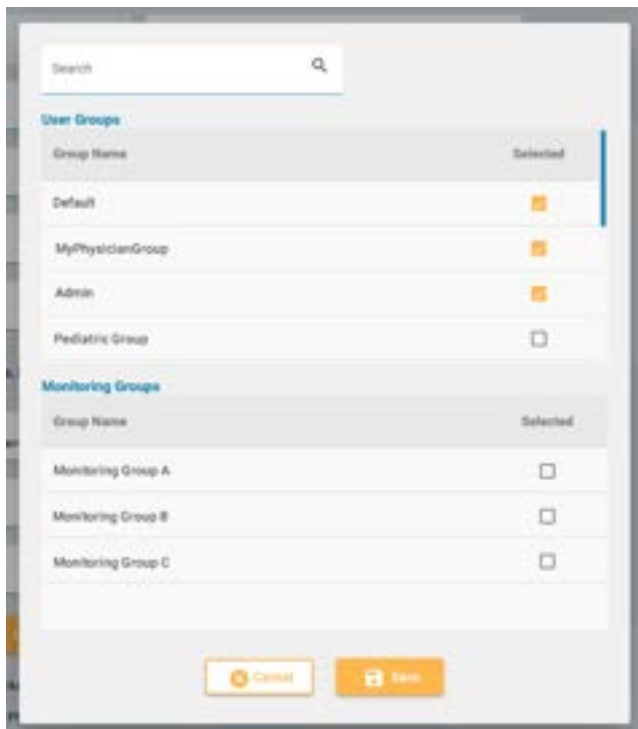 Search
User Groups
Group Name Selected
Default
MyPhysicianGroup
Admin
Pediatric Group
Monitoring Groups
Group Name Selected
Monitoring Group A
Monitoring Group B
Monitoring Group C
Cancel Save